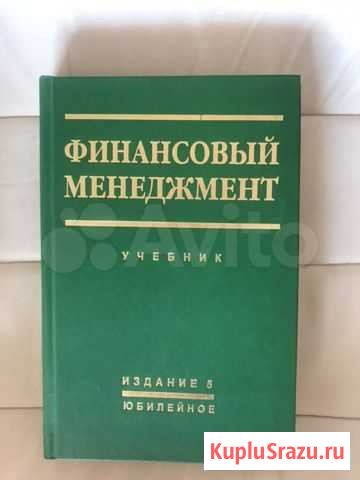 ФИНАНСОВЫЙ
МЕНЕДЖМЕНТ
Avito
УЧЕБНИК
ИЗДАНИЕ 5
ЮБИЛЕЙНОЕ
KupluSrazu.ru